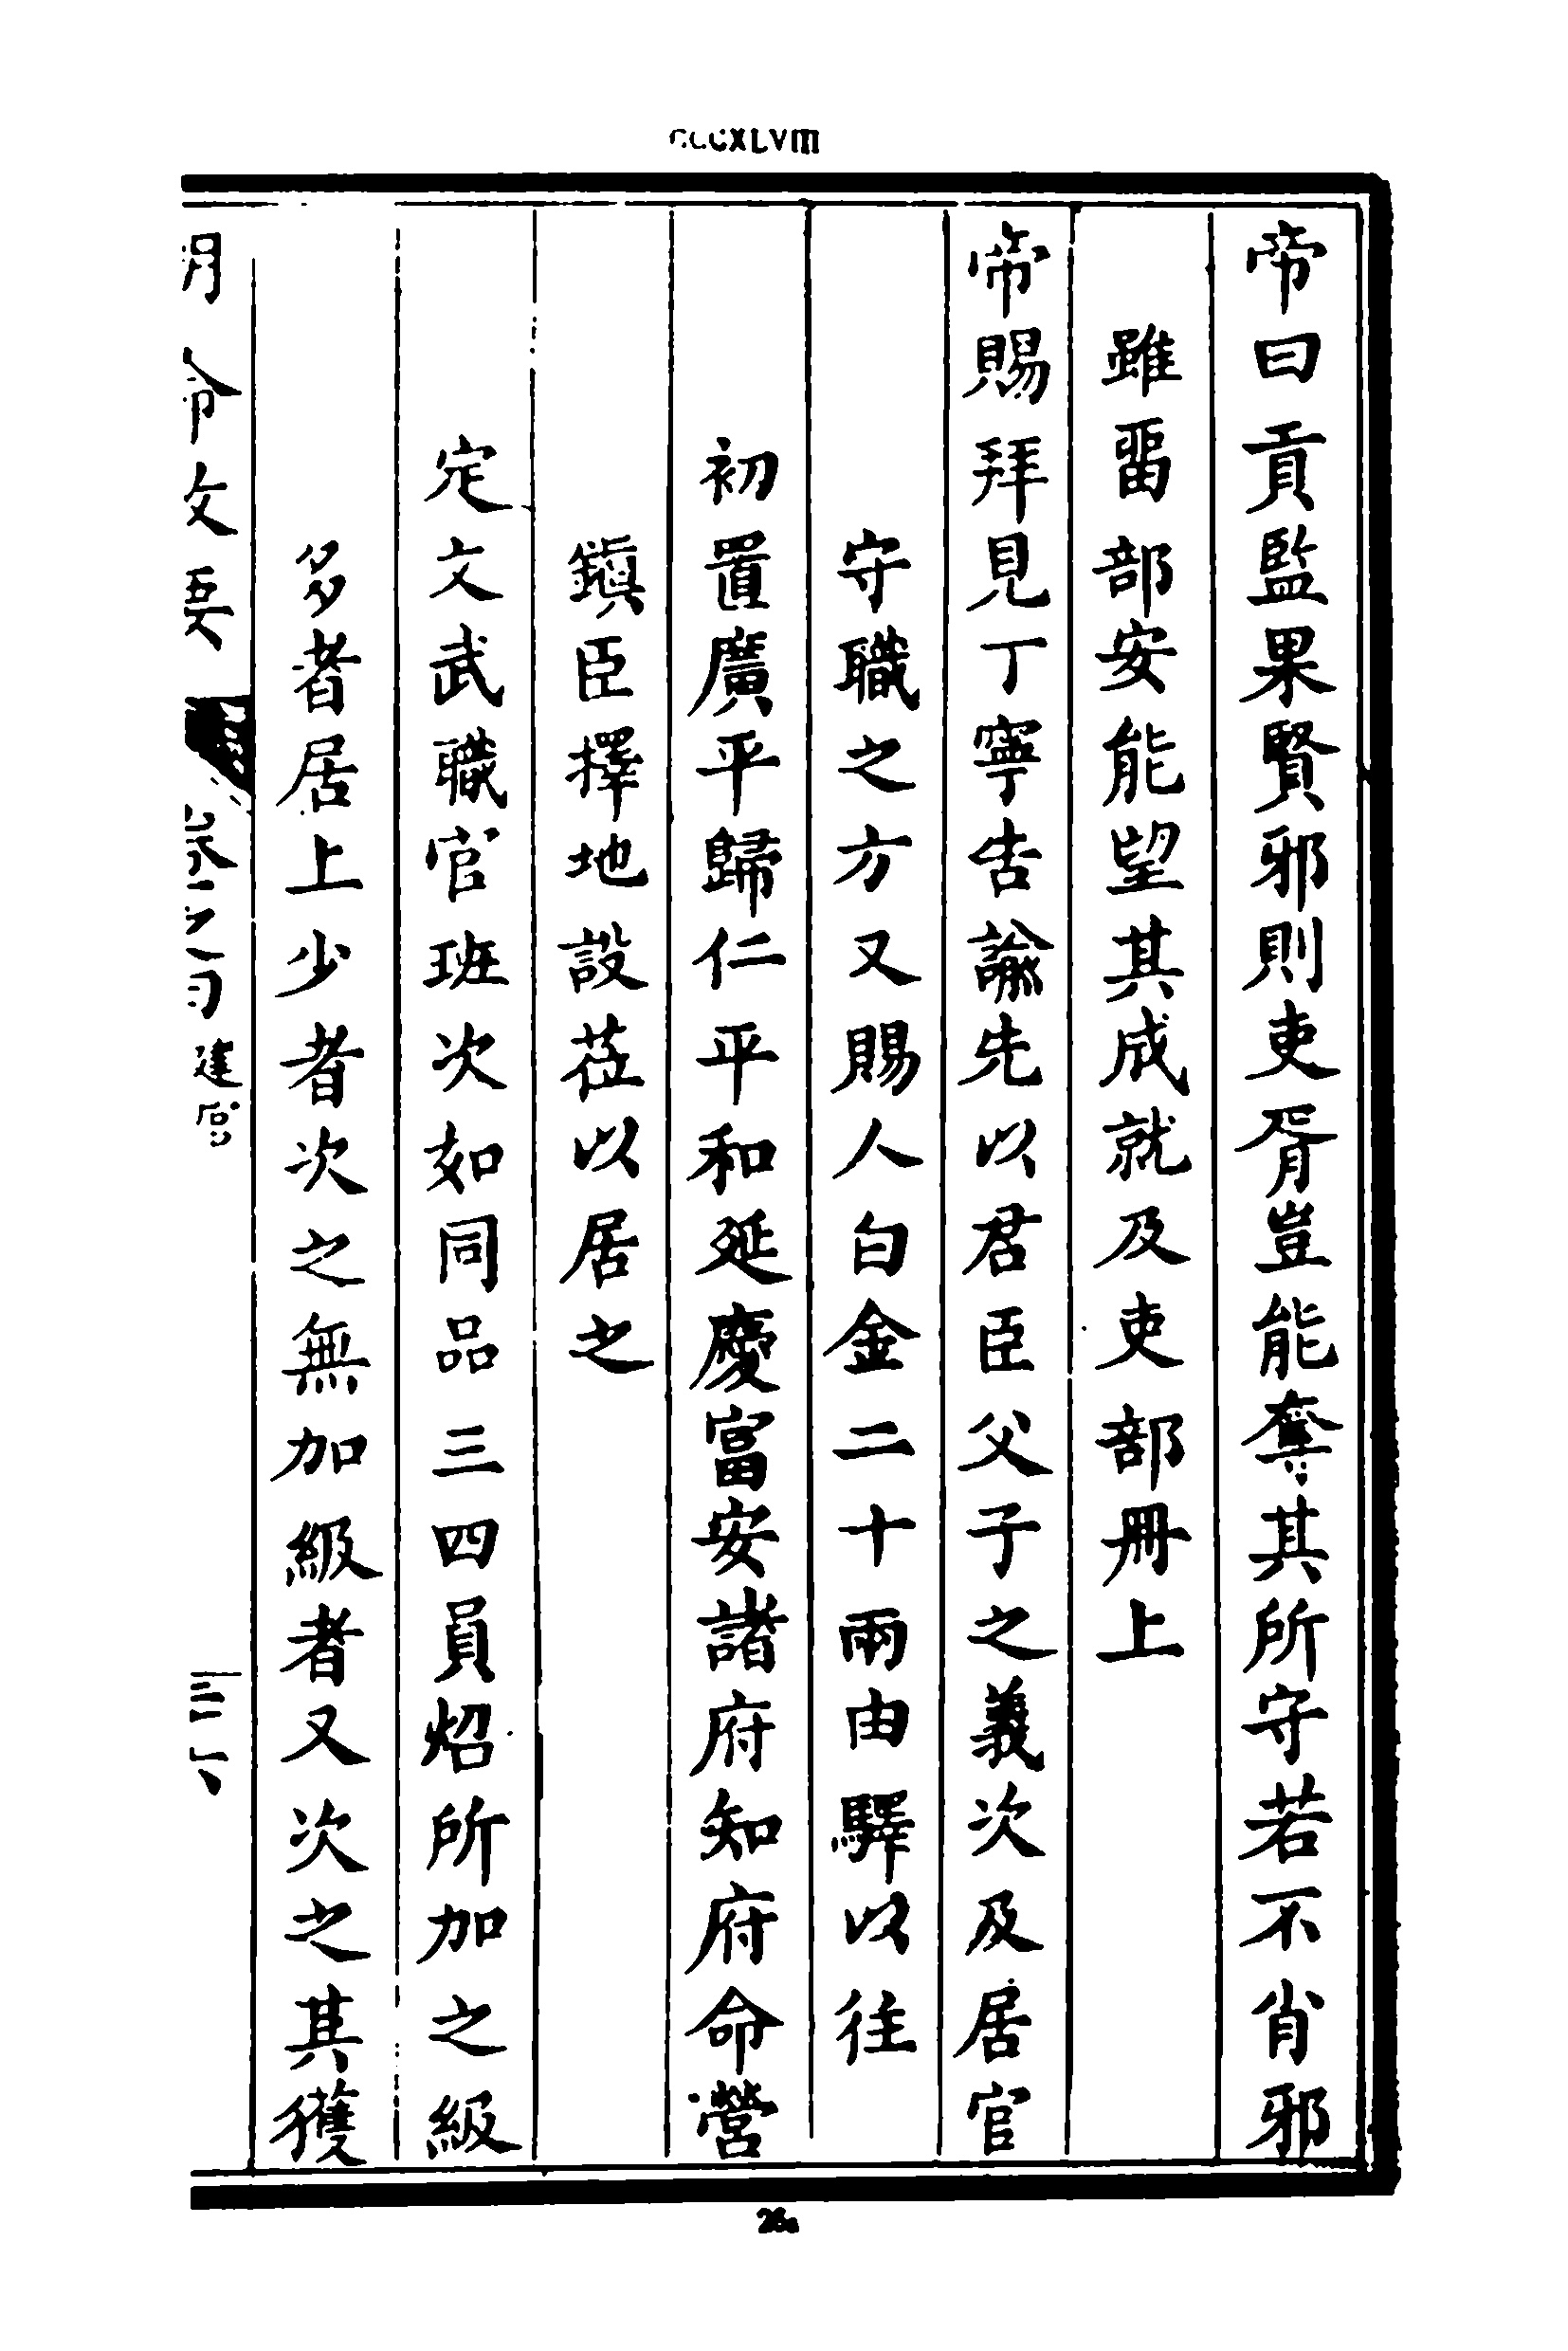 CCCXLVIII
帝曰貢監果賢邪則吏胥豈能奪其所守若不肖邪
雖畱部安能望其成就及吏部冊上
帝賜拜見丁寧告諭先以君臣父子之義次及居官
守職之方又賜人白金二十兩由驛以往
初置廣平歸仁平和延慶富安諸府知府命營
鎮臣擇地設莅以居之
定文武職官班次如同品三四員炤所加之級
多者居上少者次之無加級者又次之其獲
明命文要 卷之 建官
26a